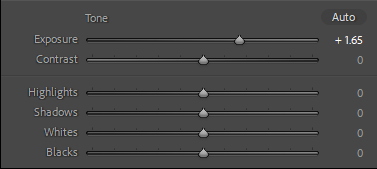 Tone Auto
Exposure + 1.65
Contrast 0
Highlights 0
Shadows 0
Whites 0
Blacks 0